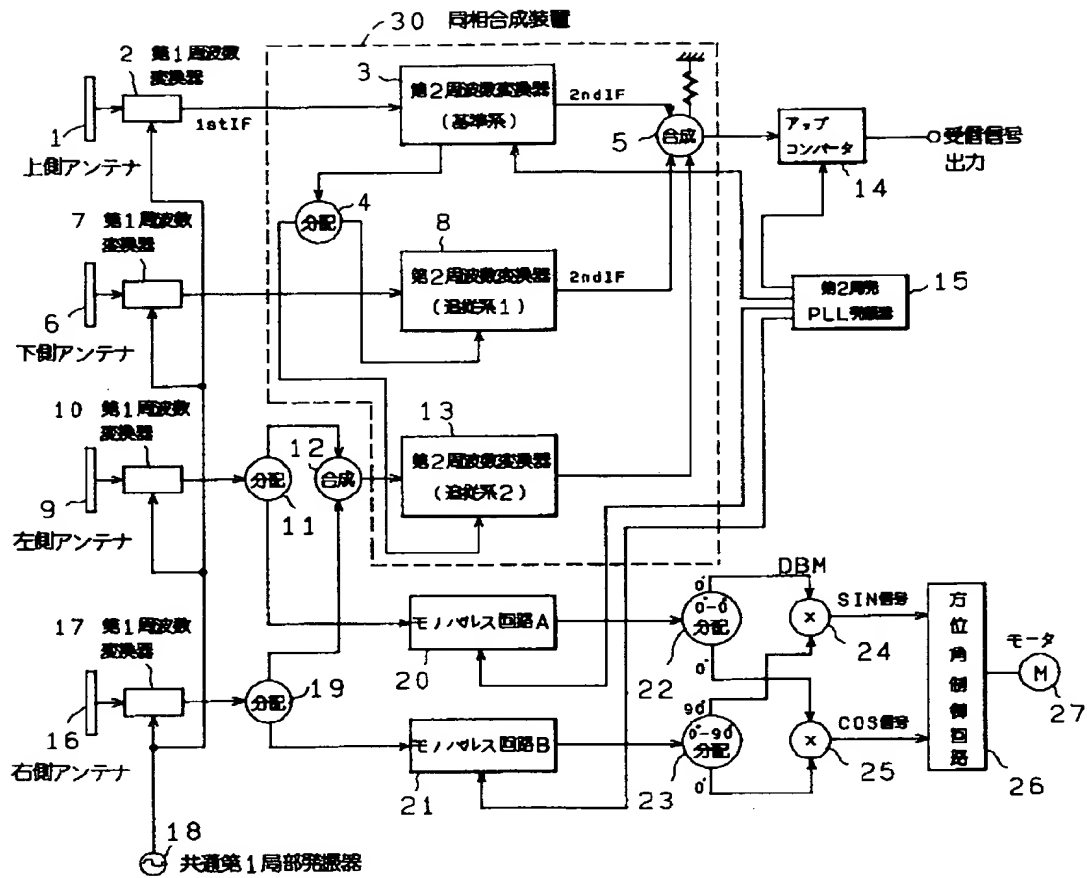 30 同相合成装置
2 第1周波数
変換器
1
上側アンテナ
1stIF
3
第2周波数変換器
(基準系)
2ndIF
5
合成
アップ
コンバータ
14
受信信号
出力
4
分配
7 第1周波数
変換器
6
下側アンテナ
8
第2周波数変換器
(追従系1)
2ndIF
第2局発
PLL発振器
15
10 第1周波数
変換器
9
左側アンテナ
分配
11
12
合成
13
第2周波数変換器
(追従系2)
17 第1周波数
変換器
16
右側アンテナ
分配
19
モノパルス回路A
20
モノパルス回路B
21
0°
0°-0°
分配
0°
22
90°
0°-90°
分配
0°
23
DBM
×
24
×
25
SIN信号
COS信号
方位角制御回路
26
モータ
M
27
18
共通第1局部発振器